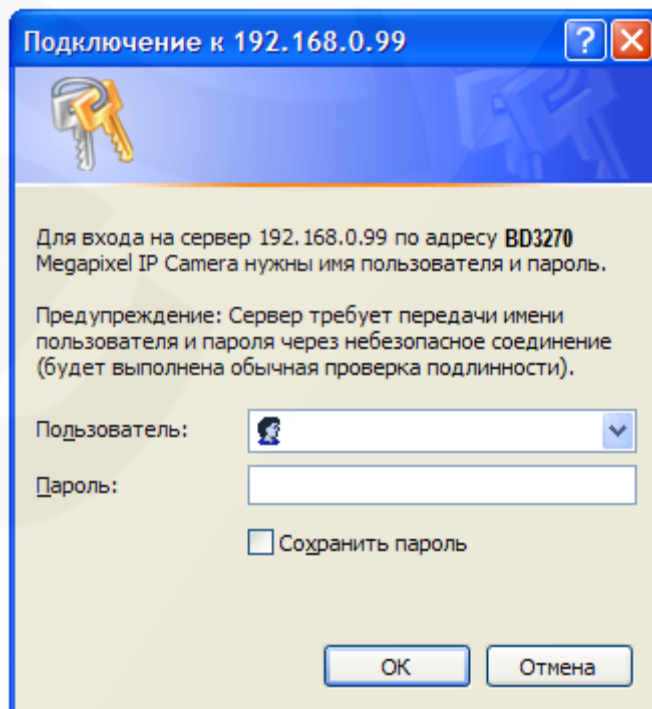 Подключение к 192.168.0.99
Для входа на сервер 192.168.0.99 по адресу BD3270
Megapixel IP Camera нужны имя пользователя и пароль.
Предупреждение: Сервер требует передачи имени
пользователя и пароля через небезопасное соединение
(будет выполнена обычная проверка подлинности).
Пользователь:
Пароль:
Сохранить пароль
ОК Отмена